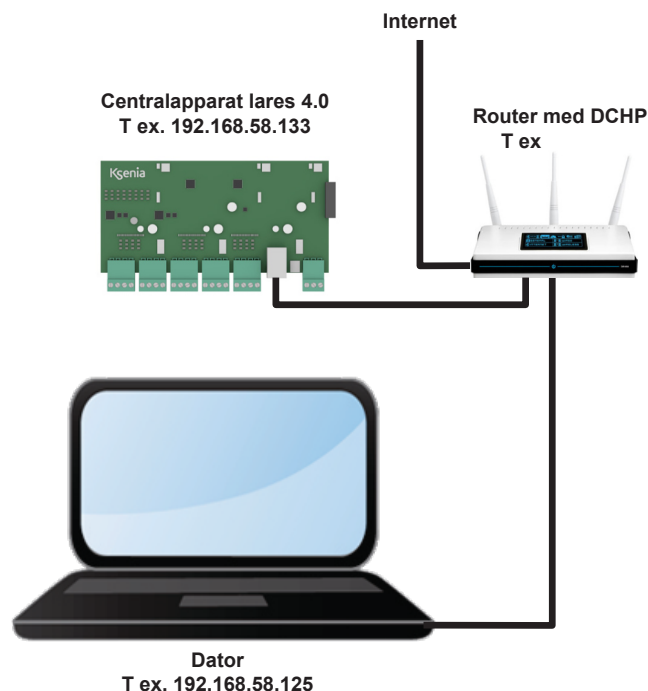 Internet
Centralapparat lares 4.0
T ex. 192.168.58.133
Router med DCHP
T ex
Ksenia
Dator
T ex. 192.168.58.125